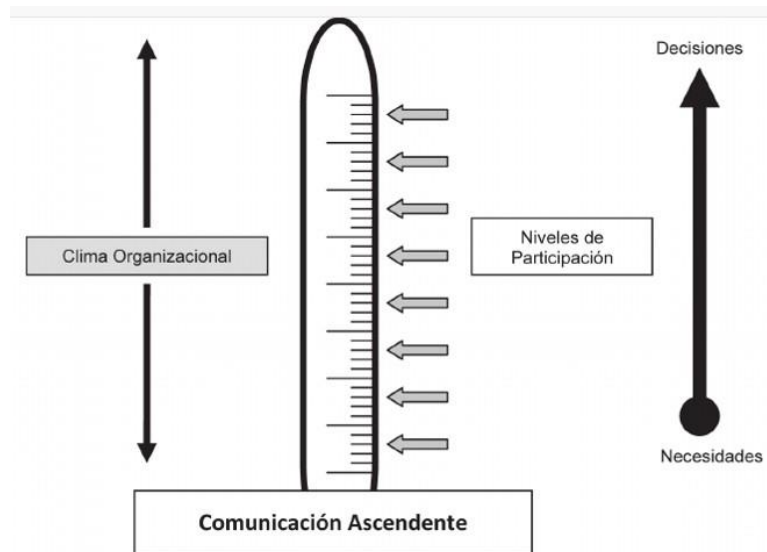 Decisiones
Clima Organizacional
Niveles de
Participación
Necesidades
Comunicación Ascendente